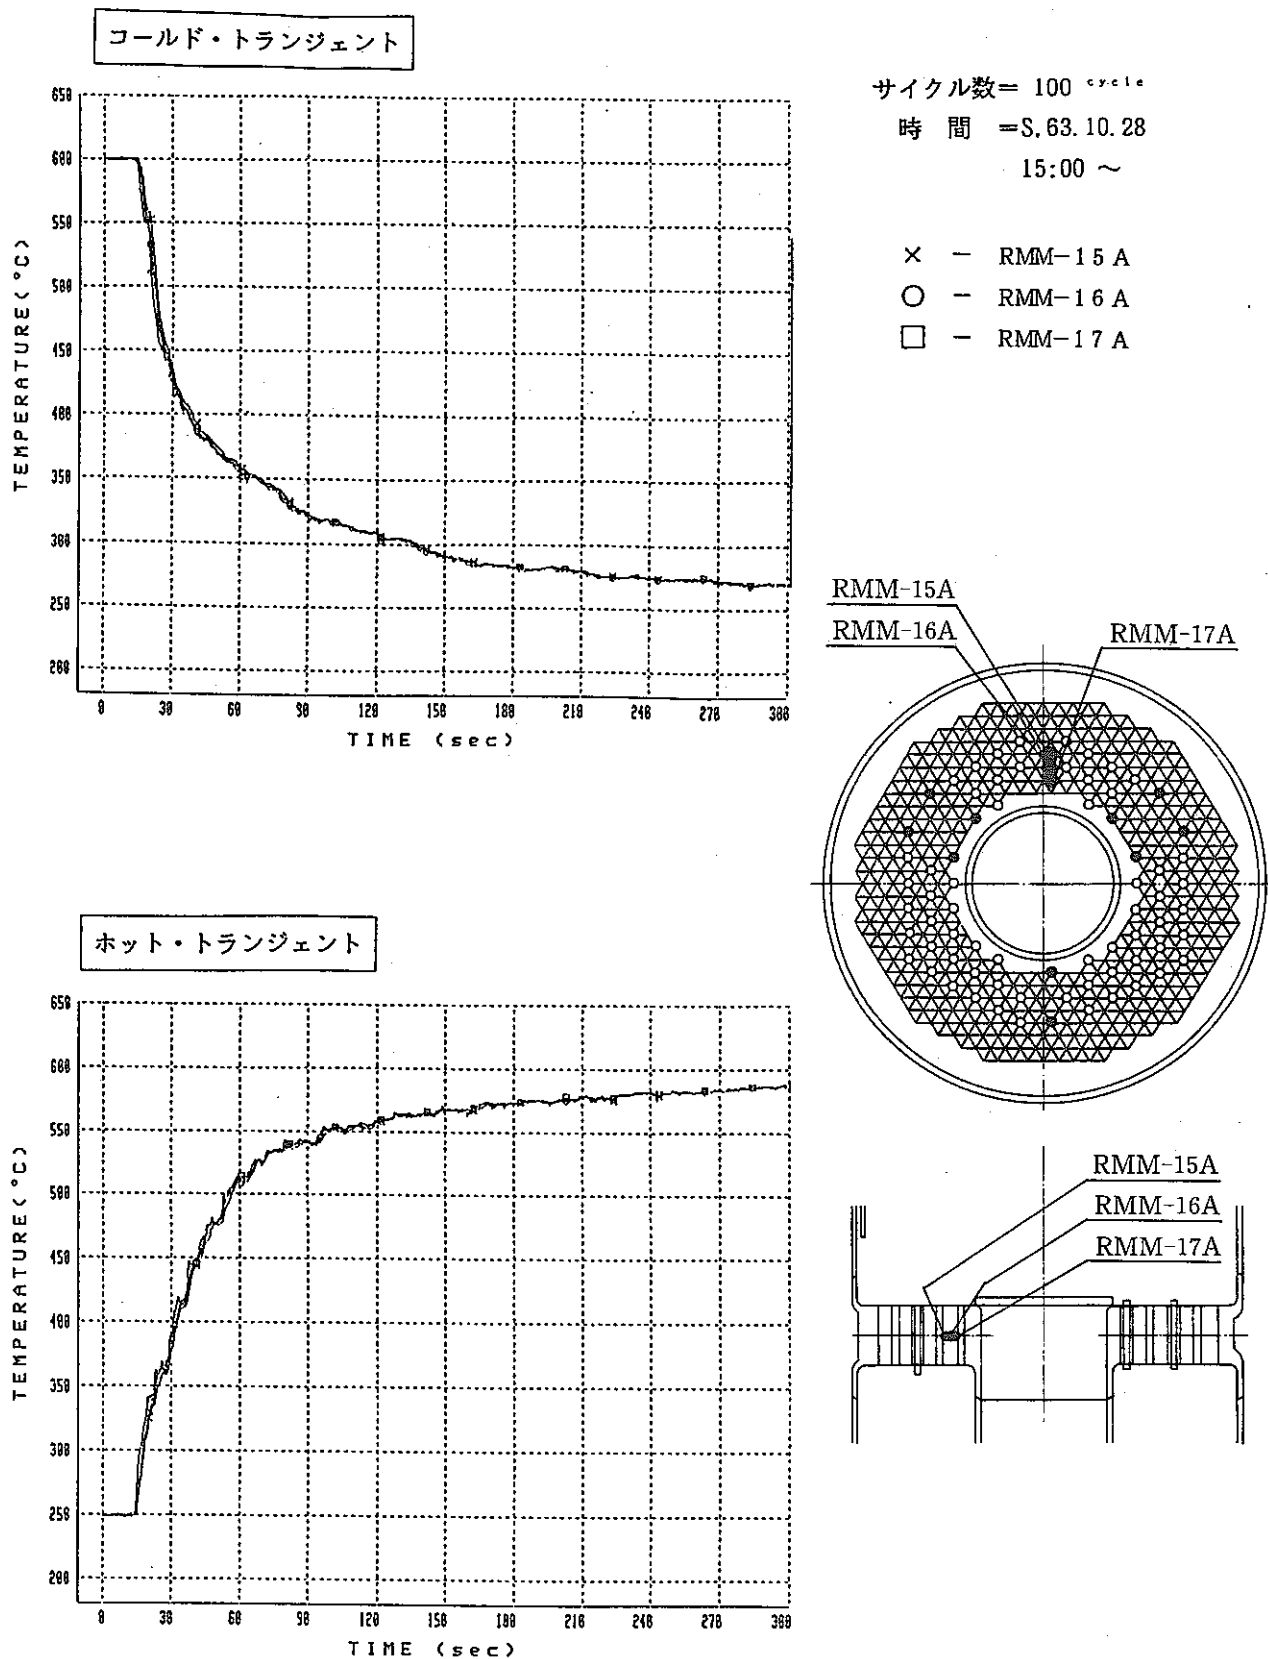 コールド・トランジェント
サイクル数= 100 cycle
時 間 =S.63.10.28
15:00 ～
× − RMM-15A
○ − RMM-16A
□ − RMM-17A
TEMPERATURE(°C)
650
600
550
500
450
400
350
300
250
200
0 30 60 90 120 150 180 210 240 270 300
TIME (sec)
RMM-15A
RMM-16A
RMM-17A
ホット・トランジェント
TEMPERATURE(°C)
650
600
550
500
450
400
350
300
250
200
0 30 60 90 120 150 180 210 240 270 300
TIME (sec)
RMM-15A
RMM-16A
RMM-17A